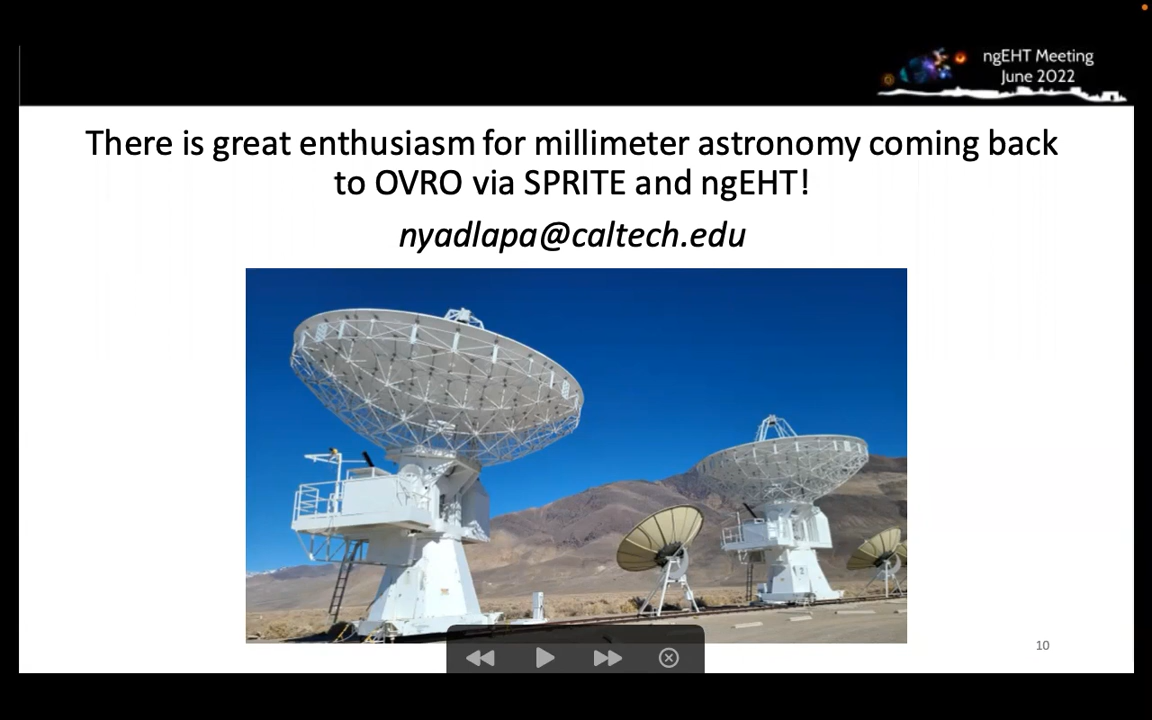 ngEHT Meeting
June 2022
There is great enthusiasm for millimeter astronomy coming back
to OVRO via SPRITE and ngEHT!
nyadlapa@caltech.edu
10